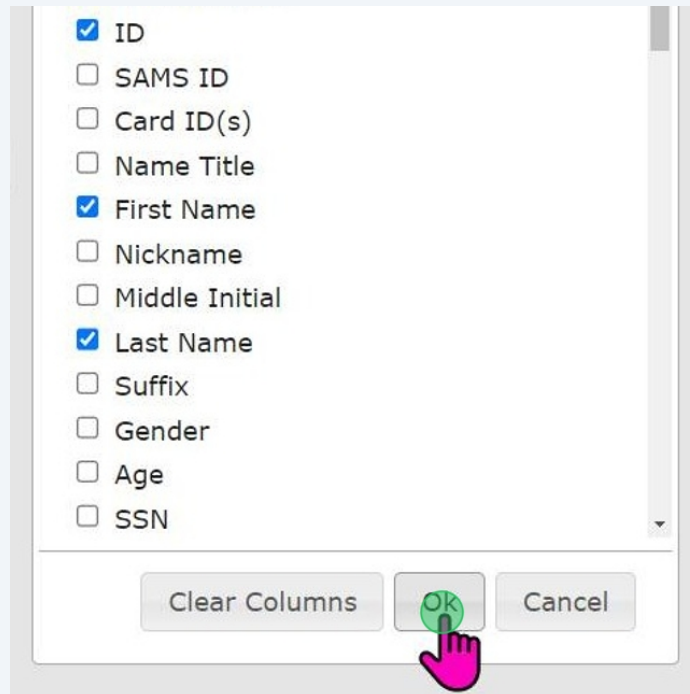 ID
SAMS ID
Card ID(s)
Name Title
First Name
Nickname
Middle Initial
Last Name
Suffix
Gender
Age
SSN
Clear Columns Ok Cancel